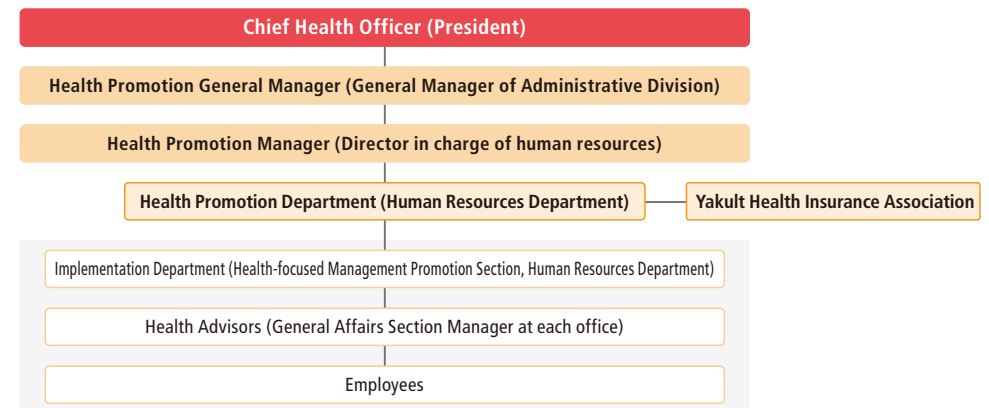 Chief Health Officer (President)
Health Promotion General Manager (General Manager of Administrative Division)
Health Promotion Manager (Director in charge of human resources)
Health Promotion Department (Human Resources Department)
Yakult Health Insurance Association
Implementation Department (Health-focused Management Promotion Section, Human Resources Department)
Health Advisors (General Affairs Section Manager at each office)
Employees